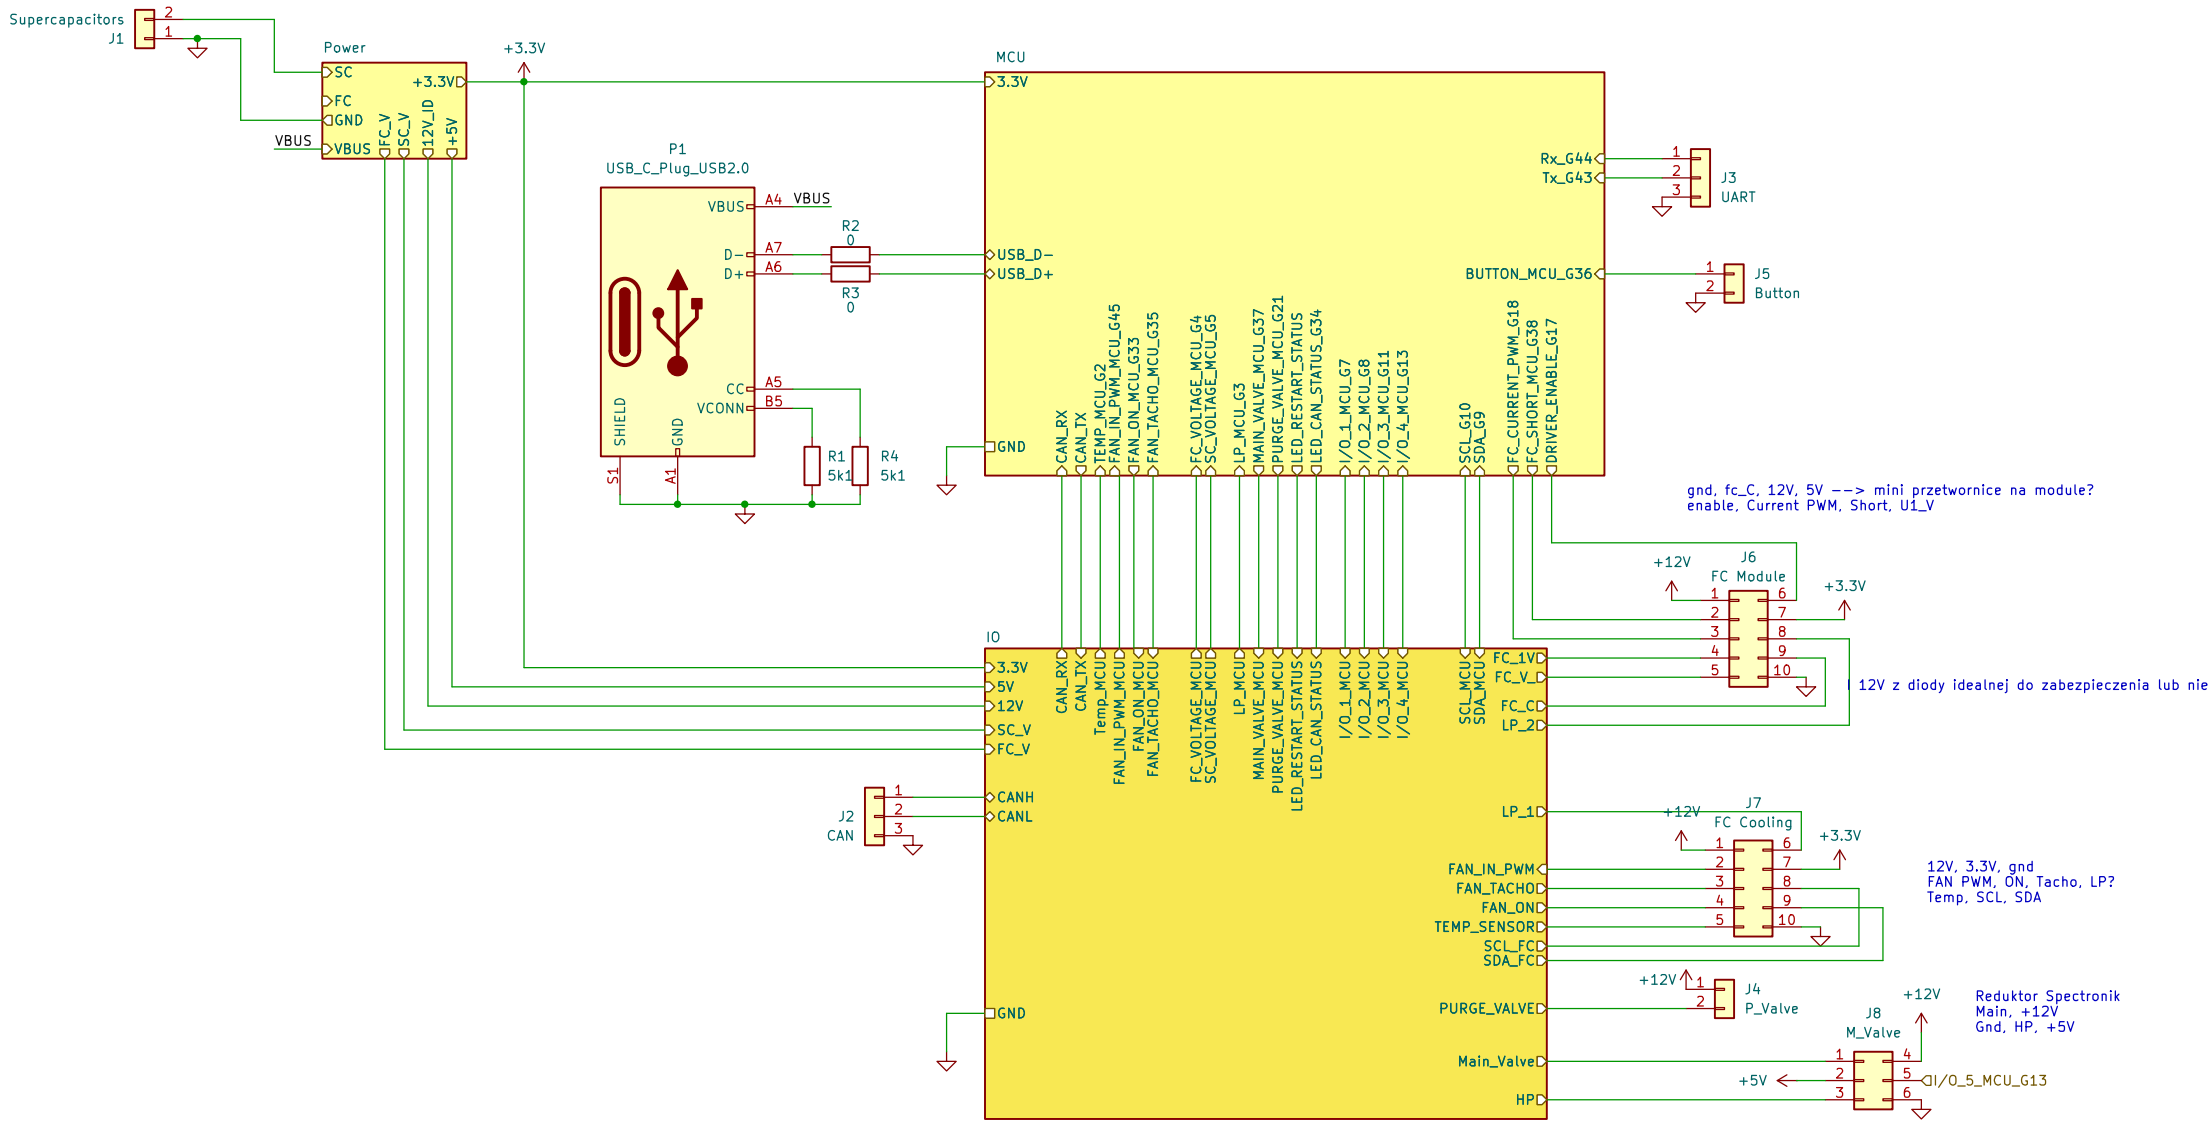 Supercapacitors
J1
2
1
Power
SC
FC
GND
VBUS
VBUS
+3.3V
FC_V
SC_V
12V_ID
+5V
+3.3V
P1
USB_C_Plug_USB2.0
VBUS
D-
D+
CC
VCONN
SHIELD
GND
A4
A7
A6
A5
B5
S1
A1
VBUS
R2
0
R3
0
R1
5k1
R4
5k1
MCU
3.3V
USB_D-
USB_D+
GND
Rx_G44
Tx_G43
BUTTON_MCU_G36
CAN_RX
CAN_TX
TEMP_MCU_G2
FAN_IN_PWM_MCU_G45
FAN_ON_MCU_G33
FAN_TACHO_MCU_G35
FC_VOLTAGE_MCU_G4
SC_VOLTAGE_MCU_G5
LP_MCU_G3
MAIN_VALVE_MCU_G37
PURGE_VALVE_MCU_G21
LED_RESTART_STATUS
LED_CAN_STATUS_G34
I/O_1_MCU_G7
I/O_2_MCU_G8
I/O_3_MCU_G11
I/O_4_MCU_G13
SCL_G10
SDA_G9
FC_CURRENT_PWM_G18
FC_SHORT_MCU_G38
DRIVER_ENABLE_G17
1
2
3
J3
UART
1
2
J5
Button
gnd, fc_C, 12V, 5V --> mini przetwornice na module?
enable, Current PWM, Short, U1_V
J6
FC Module
+12V
+3.3V
1
2
3
4
5
6
7
8
9
10
I 12V z diody idealnej do zabezpieczenia lub nie
IO
3.3V
5V
12V
SC_V
FC_V
CANH
CANL
GND
CAN_RX
CAN_TX
Temp_MCU
FAN_IN_PWM_MCU
FAN_ON_MCU
FAN_TACHO_MCU
FC_VOLTAGE_MCU
SC_VOLTAGE_MCU
LP_MCU
MAIN_VALVE_MCU
PURGE_VALVE_MCU
LED_RESTART_STATUS
LED_CAN_STATUS
I/O_1_MCU
I/O_2_MCU
I/O_3_MCU
I/O_4_MCU
SCL_MCU
SDA_MCU
FC_1V
FC_V_
FC_C
LP_2
LP_1
FAN_IN_PWM
FAN_TACHO
FAN_ON
TEMP_SENSOR
SCL_FC
SDA_FC
PURGE_VALVE
Main_Valve
HP
J2
CAN
1
2
3
J7
FC Cooling
+12V
+3.3V
1
2
3
4
5
6
7
8
9
10
12V, 3.3V, gnd
FAN PWM, ON, Tacho, LP?
Temp, SCL, SDA
+12V
1
2
J4
P_Valve
Reduktor Spectronik
Main, +12V
Gnd, HP, +5V
J8
M_Valve
+12V
+5V
1
2
3
4
5
6
I/O_5_MCU_G13